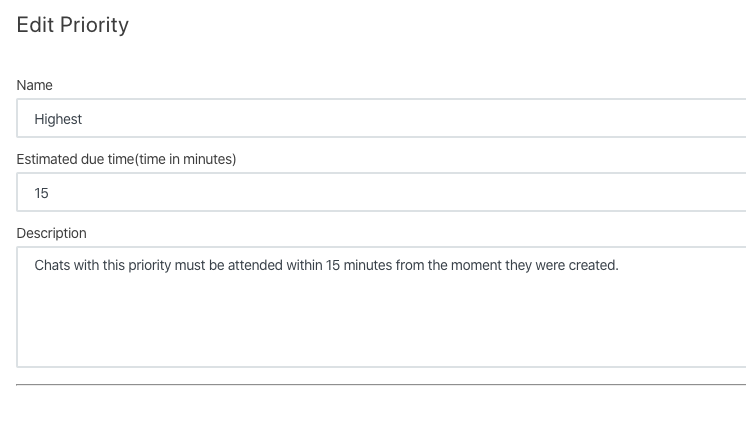 Edit Priority
Name
Highest
Estimated due time(time in minutes)
15
Description
Chats with this priority must be attended within 15 minutes from the moment they were created.